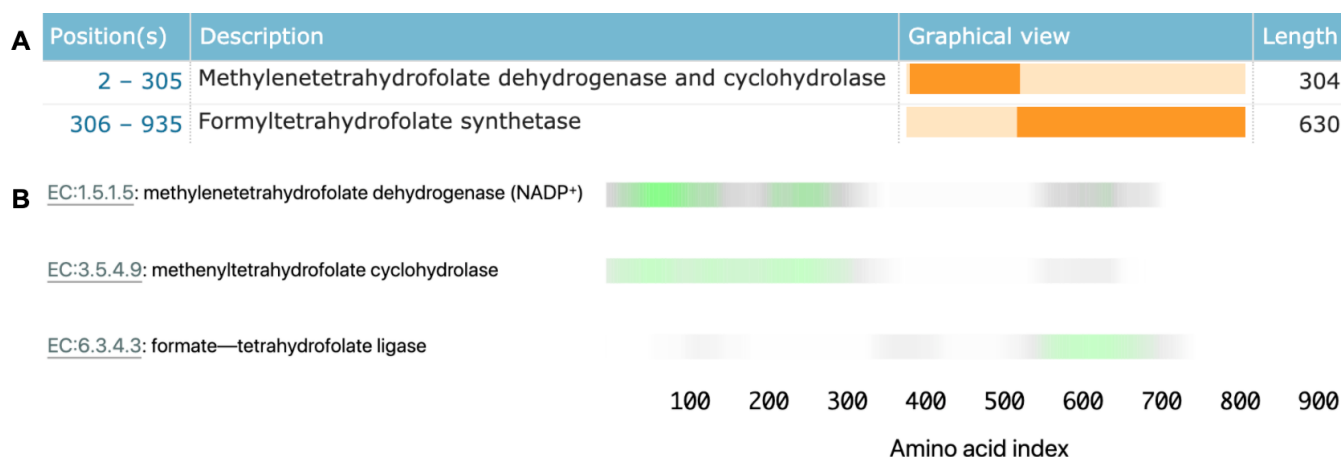 A Position(s) Description Graphical view Length
2 – 305 Methylenetetrahydrofolate dehydrogenase and cyclohydrolase 304
306 – 935 Formyltetrahydrofolate synthetase 630
B EC:1.5.1.5: methylenetetrahydrofolate dehydrogenase (NADP⁺)
EC:3.5.4.9: methenyltetrahydrofolate cyclohydrolase
EC:6.3.4.3: formate—tetrahydrofolate ligase
100 200 300 400 500 600 700 800 900
Amino acid index